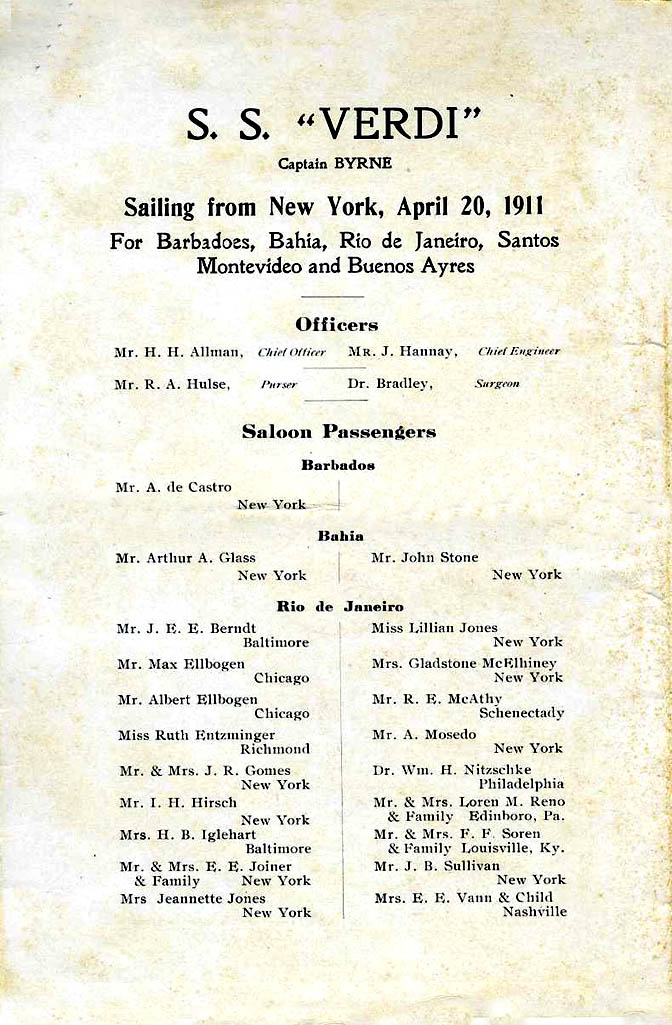 S. S. “VERDI”
Captain BYRNE
Sailing from New York, April 20, 1911
For Barbadoes, Bahia, Rio de Janeiro, Santos
Montevideo and Buenos Ayres
Officers
Mr. H. H. Allman, Chief Officer MR. J. Hannay, Chief Engineer
Mr. R. A. Hulse, Purser Dr. Bradley, Surgeon
Saloon Passengers
Barbados
Mr. A. de Castro
New York
Bahia
Mr. Arthur A. Glass
New York
Mr. John Stone
New York
Rio de Janeiro
Mr. J. E. E. Berndt
Baltimore
Mr. Max Ellbogen
Chicago
Mr. Albert Ellbogen
Chicago
Miss Ruth Entzminger
Richmond
Mr. & Mrs. J. R. Gomes
New York
Mr. I. H. Hirsch
New York
Mrs. H. B. Iglehart
Baltimore
Mr. & Mrs. E. E. Joiner
& Family New York
Mrs Jeannette Jones
New York
Miss Lillian Jones
New York
Mrs. Gladstone McElhiney
New York
Mr. R. E. McAthy
Schenectady
Mr. A. Mosedo
New York
Dr. Wm. H. Nitzschke
Philadelphia
Mr. & Mrs. Loren M. Reno
& Family Edinboro, Pa.
Mr. & Mrs. F. F. Soren
& Family Louisville, Ky.
Mr. J. B. Sullivan
New York
Mrs. E. E. Vann & Child
Nashville